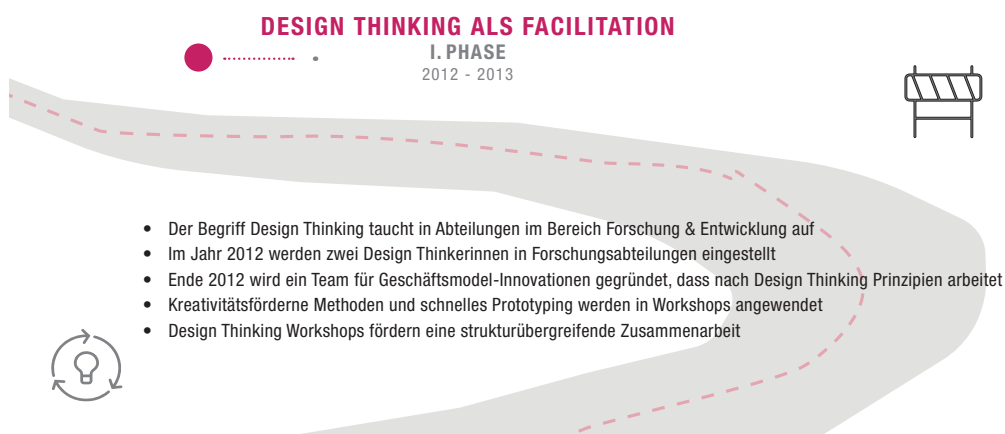 DESIGN THINKING ALS FACILITATION
I. PHASE
2012 - 2013
• Der Begriff Design Thinking taucht in Abteilungen im Bereich Forschung & Entwicklung auf
• Im Jahr 2012 werden zwei Design Thinkerinnen in Forschungsabteilungen eingestellt
• Ende 2012 wird ein Team für Geschäftsmodel-Innovationen gegründet, dass nach Design Thinking Prinzipien arbeitet
• Kreativitätsförderne Methoden und schnelles Prototyping werden in Workshops angewendet
• Design Thinking Workshops fördern eine strukturübergreifende Zusammenarbeit